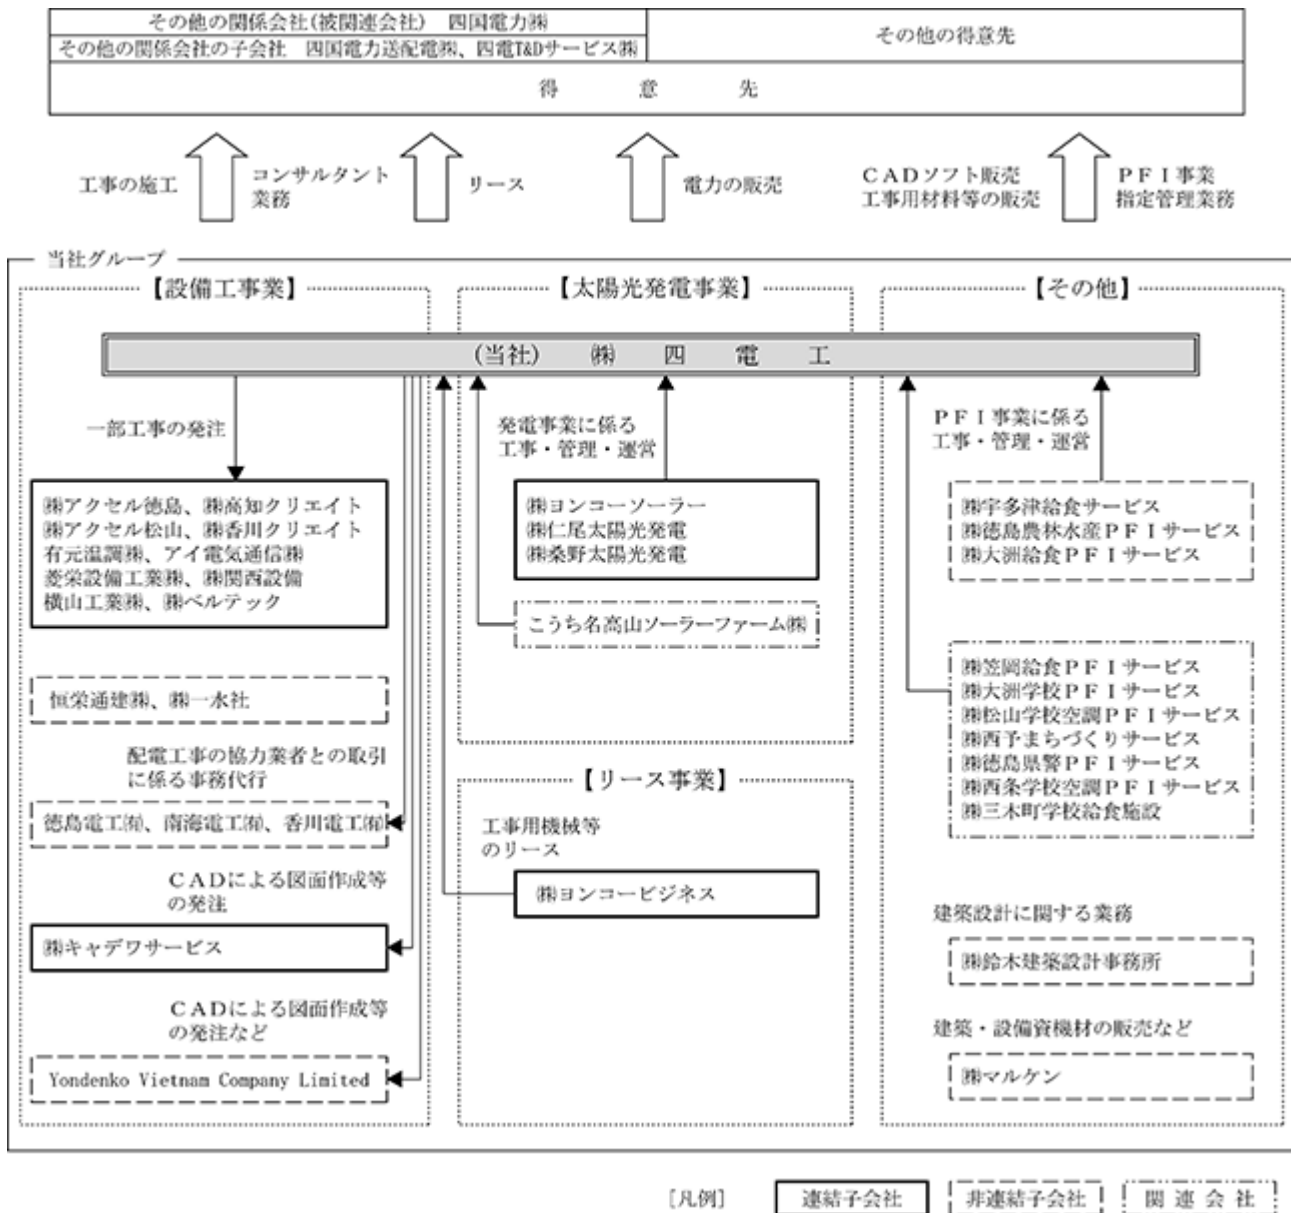 その他の関係会社(被関連会社) 四国電力㈱
その他の関係会社の子会社 四国電力送配電㈱、四電T&Dサービス㈱
その他の得意先
得意先
工事の施工
コンサルタント
業務
リース
電力の販売
CADソフト販売
工事用材料等の販売
PFI事業
指定管理業務
当社グループ
【設備工事業】
【太陽光発電事業】
【その他】
(当社) ㈱四電工
一部工事の発注
発電事業に係る
工事・管理・運営
PFI事業に係る
工事・管理・運営
㈱アクセル徳島、㈱高知クリエイト
㈱アクセル松山、㈱香川クリエイト
有元温調㈱、アイ電気通信㈱
菱栄設備工業㈱、㈱関西設備
横山工業㈱、㈱ベルテック
㈱ヨンコーソーラー
㈱仁尾太陽光発電
㈱桑野太陽光発電
㈱宇多津給食サービス
㈱徳島農林水産PFIサービス
㈱大洲給食PFIサービス
こうち名高山ソーラーファーム㈱
恒栄通建㈱、㈱一水社
㈱笠岡給食PFIサービス
㈱大洲学校PFIサービス
㈱松山学校空調PFIサービス
㈱西予まちづくりサービス
㈱徳島県警PFIサービス
㈱西条学校空調PFIサービス
㈱三木町学校給食施設
配電工事の協力業者との取引
に係る事務代行
徳島電工㈲、南海電工㈲、香川電工㈲
【リース事業】
工事用機械等
のリース
㈱ヨンコービジネス
CADによる図面作成等
の発注
㈱キャデワサービス
建築設計に関する業務
㈱鈴木建築設計事務所
CADによる図面作成等
の発注など
Yondenko Vietnam Company Limited
建築・設備資機材の販売など
㈱マルケン
[凡例]
連結子会社
非連結子会社
関連会社